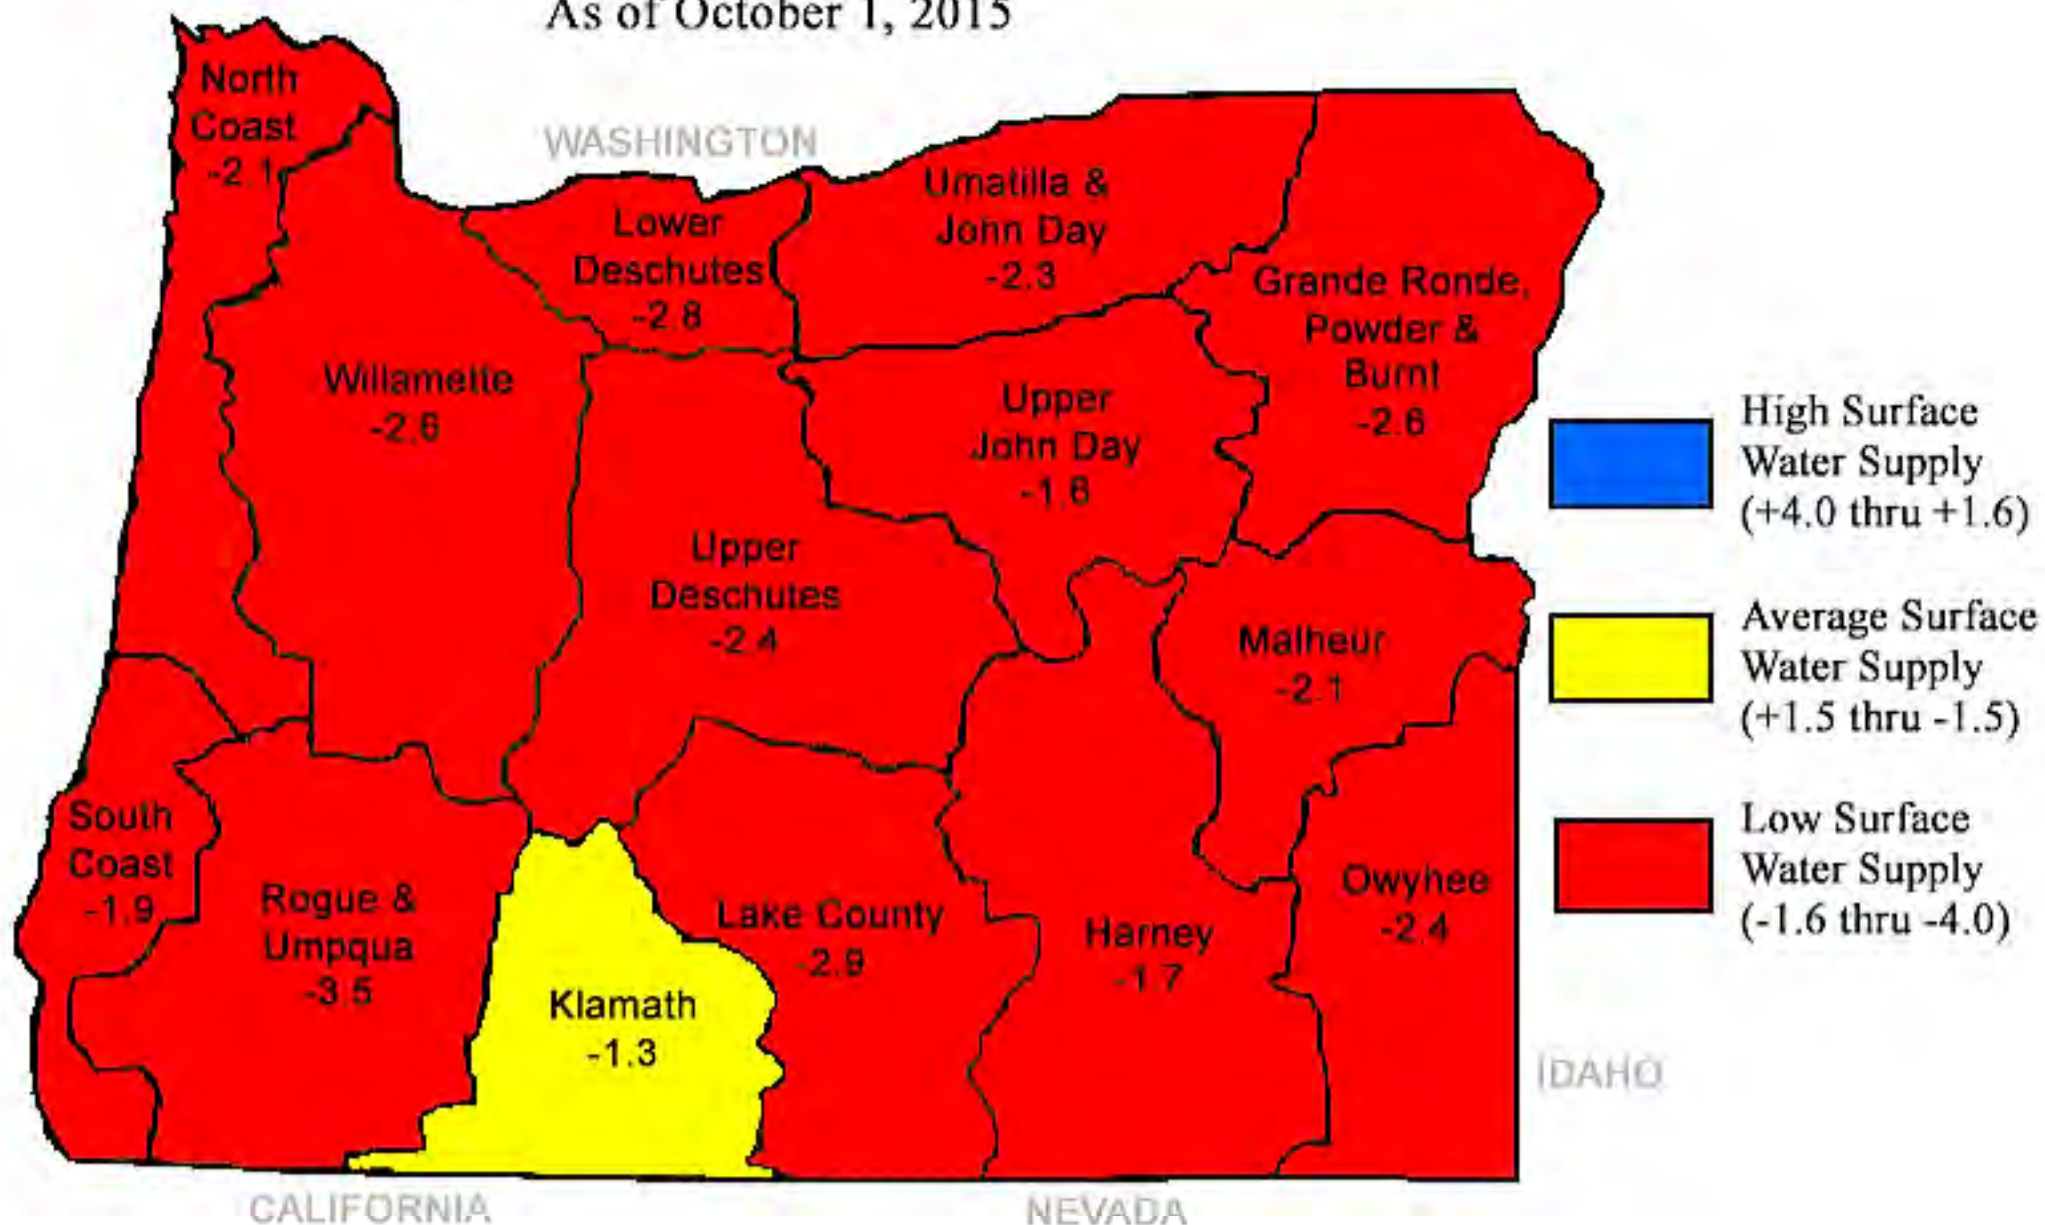 As of October 1, 2015
North
Coast
-2.1
WASHINGTON
Lower
Deschutes
-2.8
Umatilla &
John Day
-2.3
Grande Ronde,
Powder &
Burnt
-2.6
Willamette
-2.6
Upper
John Day
-1.6
Upper
Deschutes
-2.4
Malheur
-2.1
South
Coast
-1.9
Rogue &
Umpqua
-3.5
Klamath
-1.3
Lake County
-2.9
Harney
-1.7
Owyhee
-2.4
High Surface
Water Supply
(+4.0 thru +1.6)
Average Surface
Water Supply
(+1.5 thru -1.5)
Low Surface
Water Supply
(-1.6 thru -4.0)
IDAHO
CALIFORNIA
NEVADA